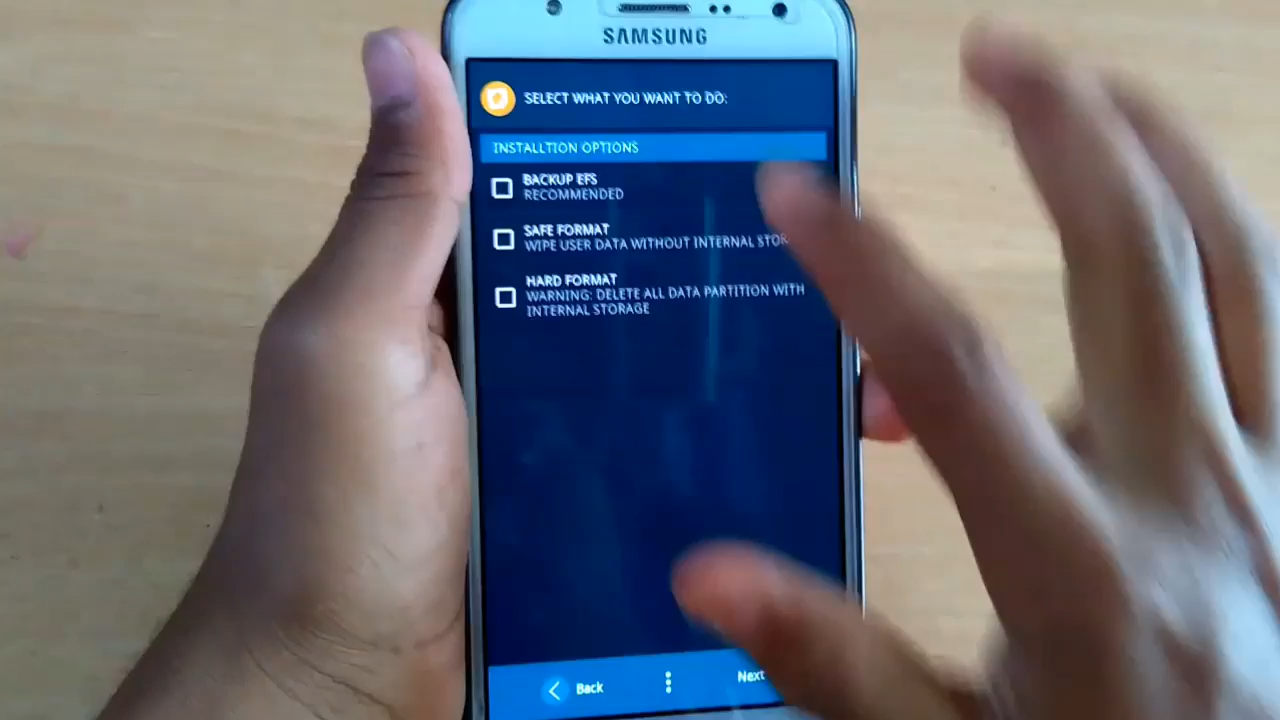 SAMSUNG
SELECT WHAT YOU WANT TO DO:
INSTALLTION OPTIONS
BACKUP EFS
RECOMMENDED
SAFE FORMAT
WIPE USER DATA WITHOUT INTERNAL
HARD FORMAT
WARNING: DELETE ALL DATA PARTITION WITH
INTERNAL STORAGE
Back
Next